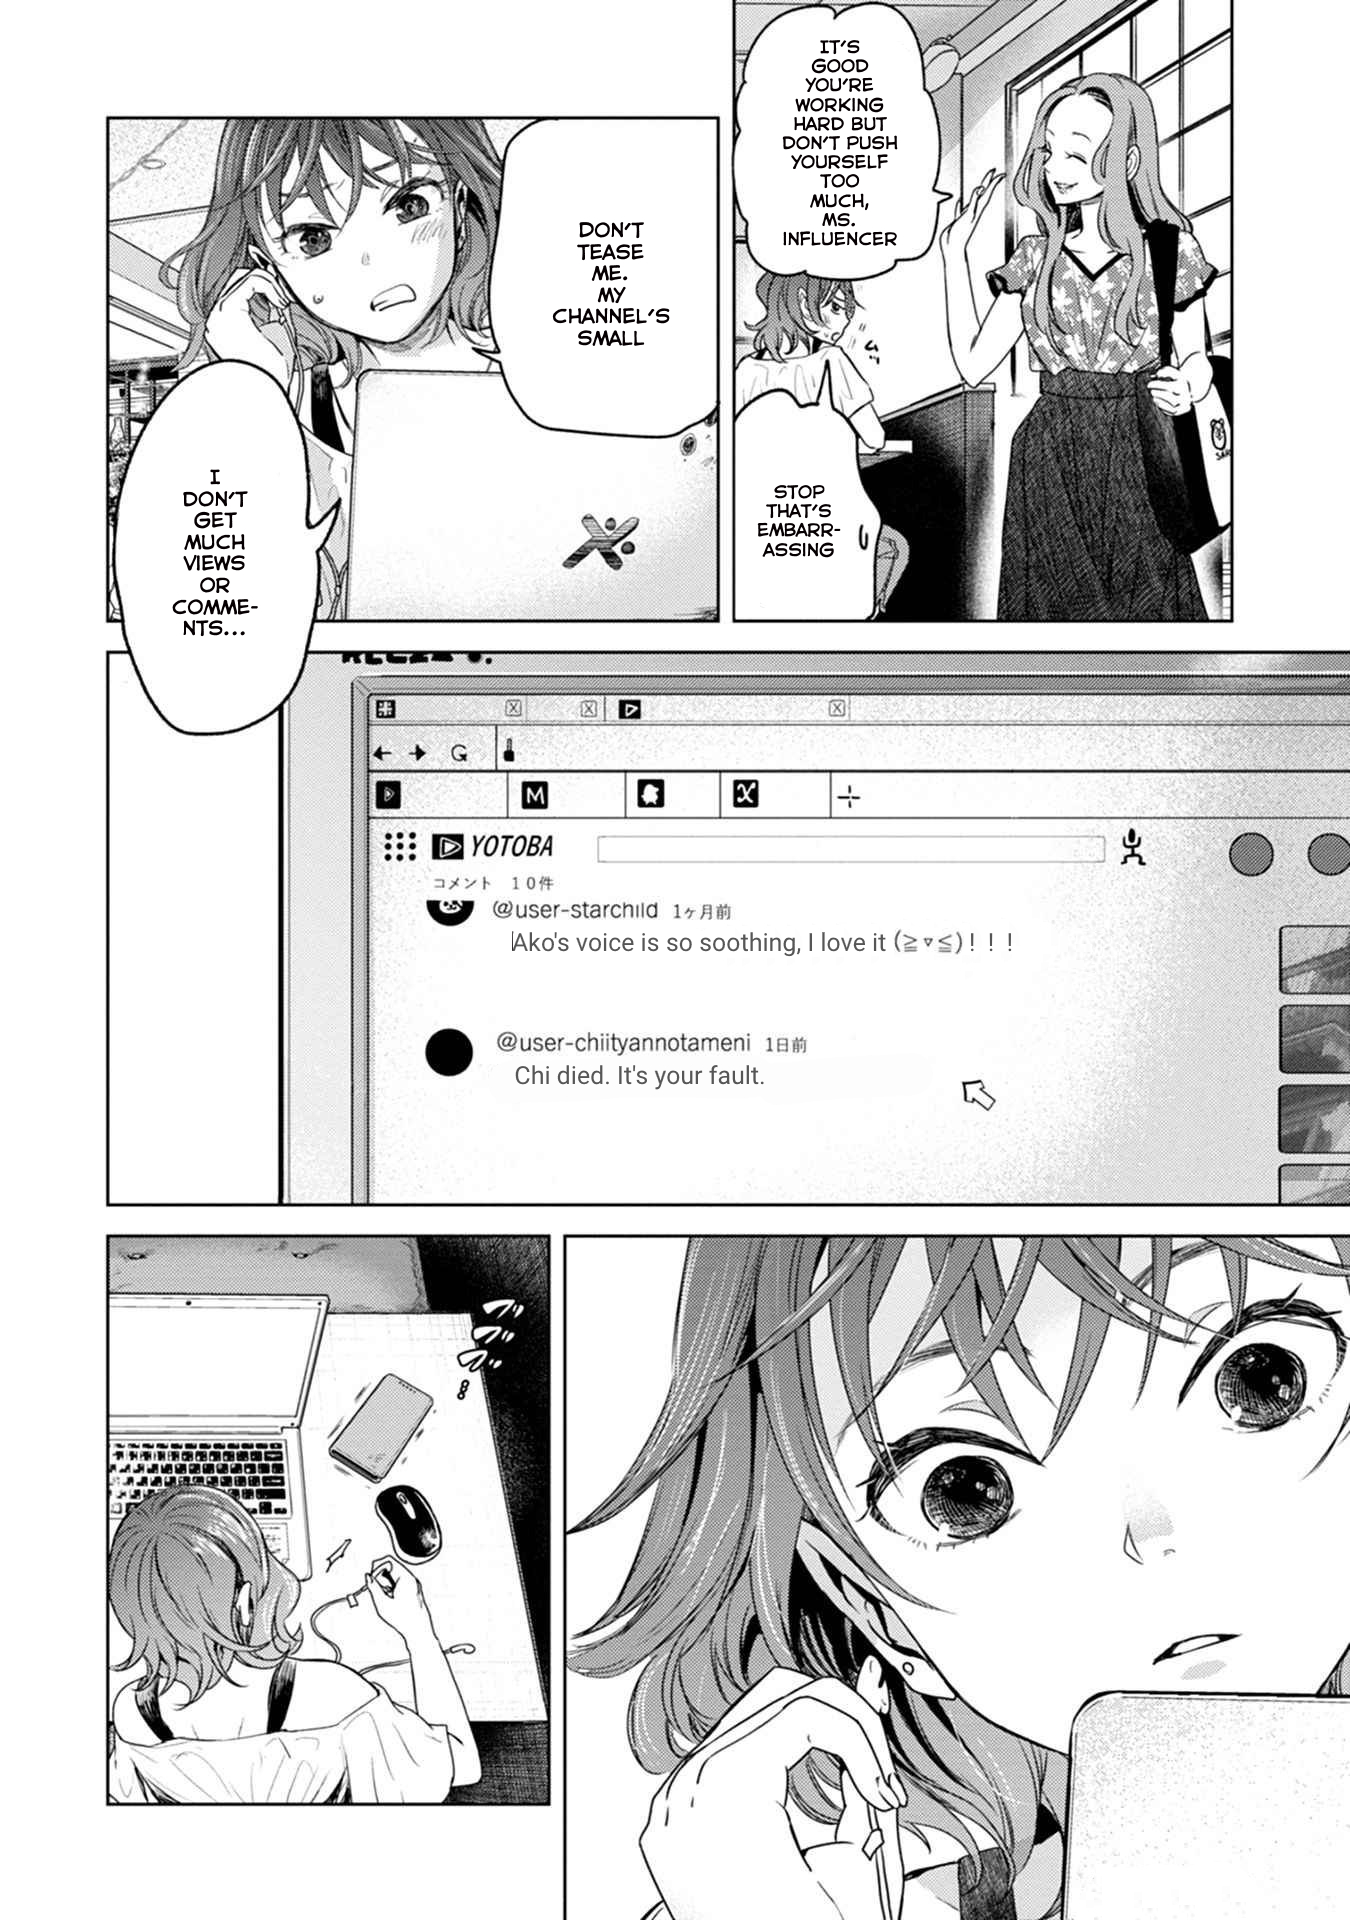 IT'S
GOOD
YOU'RE
WORKING
HARD BUT
DON'T PUSH
YOURSELF
TOO
MUCH,
MS.
INFLUENCER
STOP
THAT'S
EMBARR-
ASSING
DON'T
TEASE
ME.
MY
CHANNEL'S
SMALL
I
DON'T
GET
MUCH
VIEWS
OR
COMME-
NTS...
G
M
X
YOTOBA
コメント 10件
@user-starchild 1ヶ月前
Ako's voice is so soothing, I love it (≧▿≦)！！！
@user-chiityannotameni 1日前
Chi died. It's your fault.